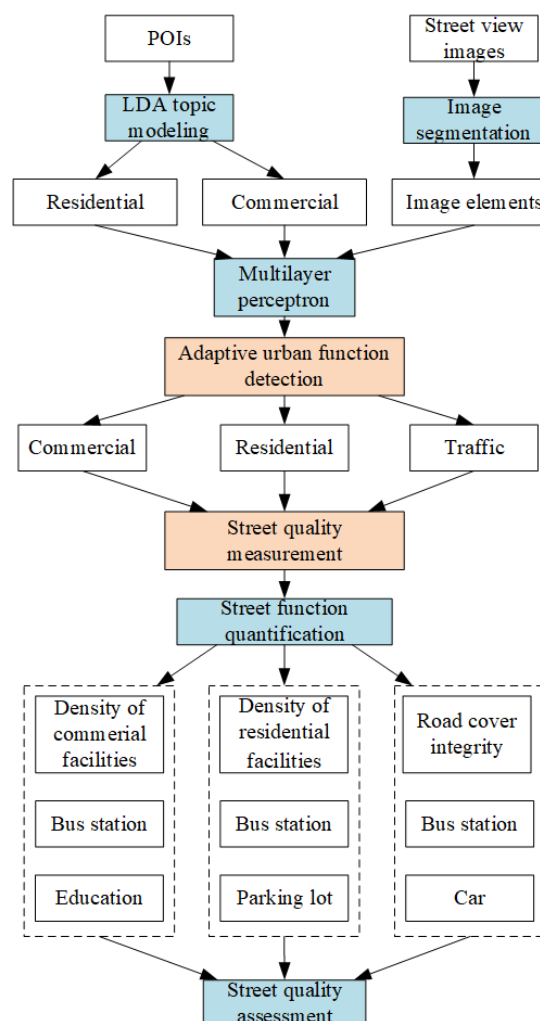 POIs
Street view
images
LDA topic
modeling
Image
segmentation
Residential
Commercial
Image elements
Multilayer
perceptron
Adaptive urban function
detection
Commercial
Residential
Traffic
Street quality
measurement
Street function
quantification
Density of
commerial
facilities
Bus station
Education
Density of
residential
facilities
Bus station
Parking lot
Road cover
integrity
Bus station
Car
Street quality
assessment